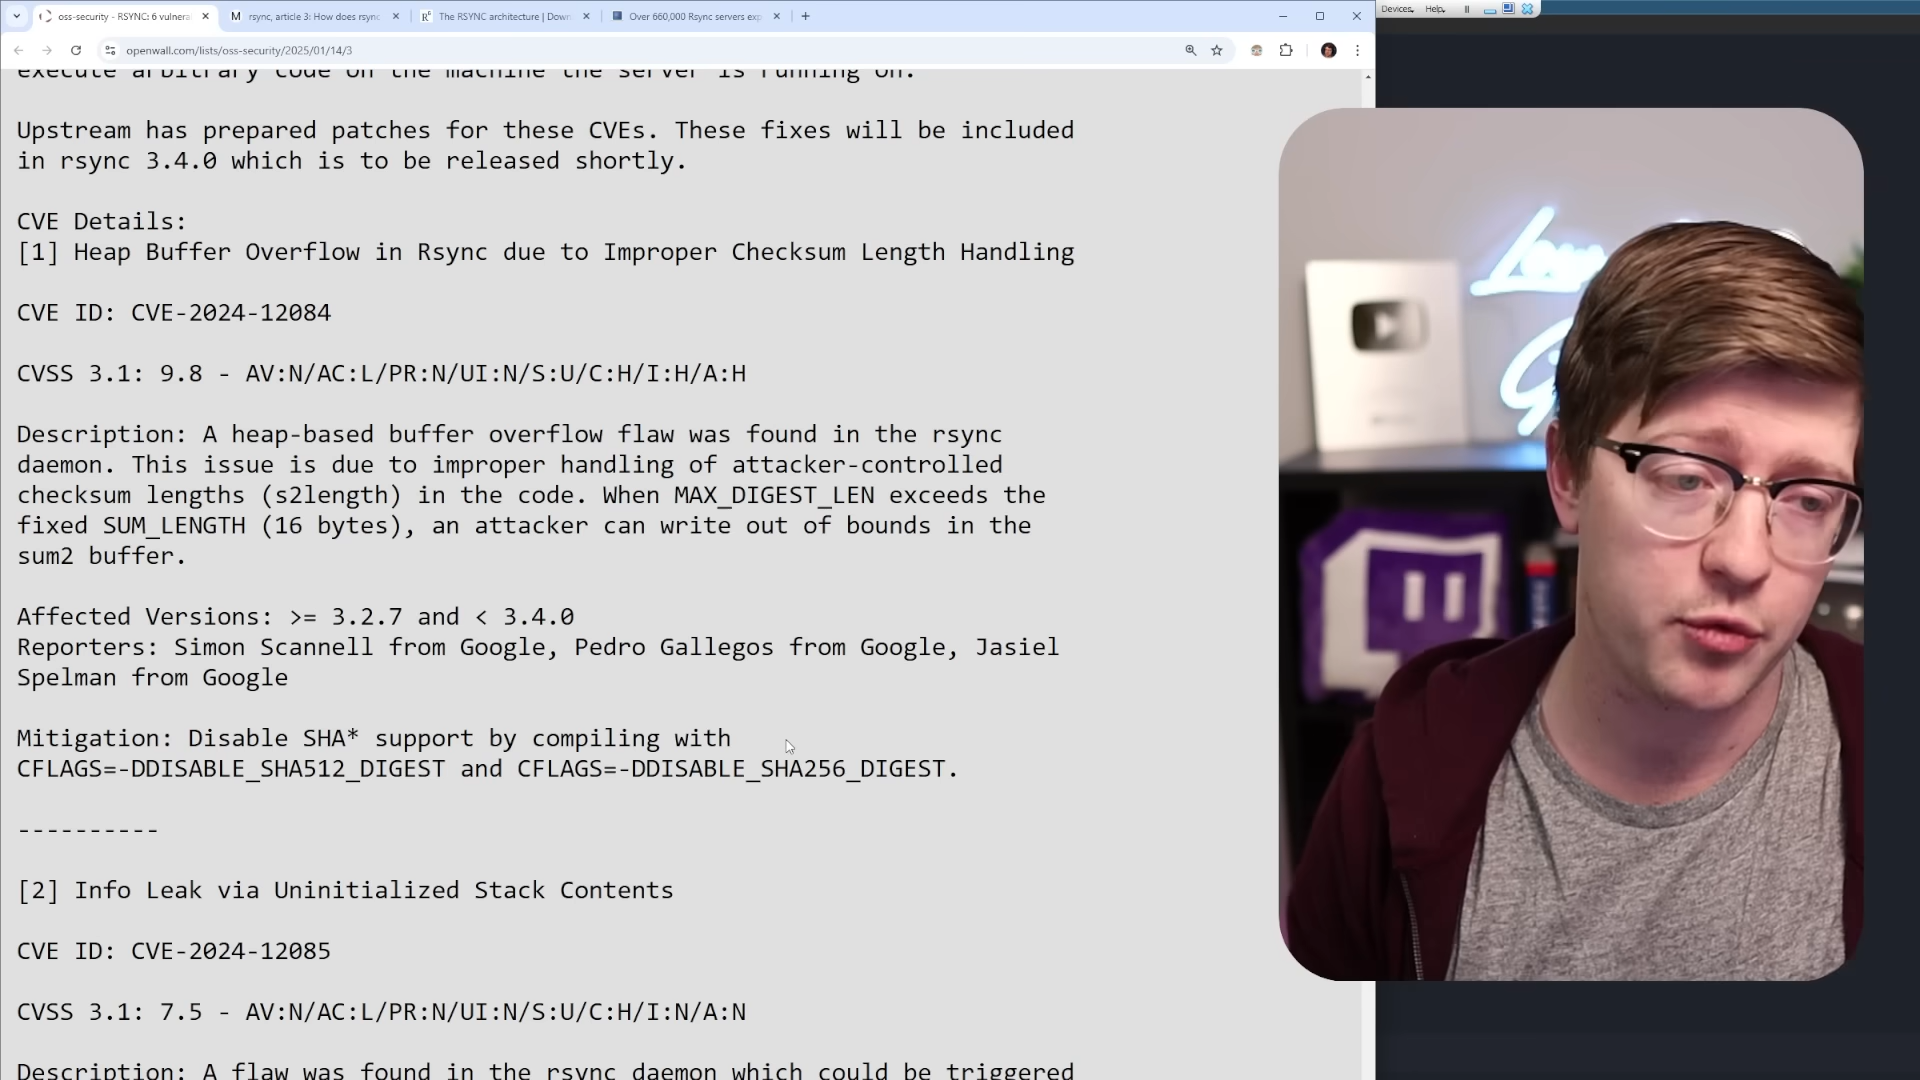 oss-security - RSYNC: 6 vulnera
rsync, article 3: How does rsync
The RSYNC architecture | Down
Over 660,000 Rsync servers exp
Devices
Help
openwall.com/lists/oss-security/2025/01/14/3
execute arbitrary code on the machine the server is running on.
Upstream has prepared patches for these CVEs. These fixes will be included
in rsync 3.4.0 which is to be released shortly.
CVE Details:
[1] Heap Buffer Overflow in Rsync due to Improper Checksum Length Handling
CVE ID: CVE-2024-12084
CVSS 3.1: 9.8 - AV:N/AC:L/PR:N/UI:N/S:U/C:H/I:H/A:H
Description: A heap-based buffer overflow flaw was found in the rsync
daemon. This issue is due to improper handling of attacker-controlled
checksum lengths (s2length) in the code. When MAX_DIGEST_LEN exceeds the
fixed SUM_LENGTH (16 bytes), an attacker can write out of bounds in the
sum2 buffer.
Affected Versions: >= 3.2.7 and < 3.4.0
Reporters: Simon Scannell from Google, Pedro Gallegos from Google, Jasiel
Spelman from Google
Mitigation: Disable SHA* support by compiling with
CFLAGS=-DDISABLE_SHA512_DIGEST and CFLAGS=-DDISABLE_SHA256_DIGEST.
----------
[2] Info Leak via Uninitialized Stack Contents
CVE ID: CVE-2024-12085
CVSS 3.1: 7.5 - AV:N/AC:L/PR:N/UI:N/S:U/C:H/I:N/A:N
Description: A flaw was found in the rsync daemon which could be triggered